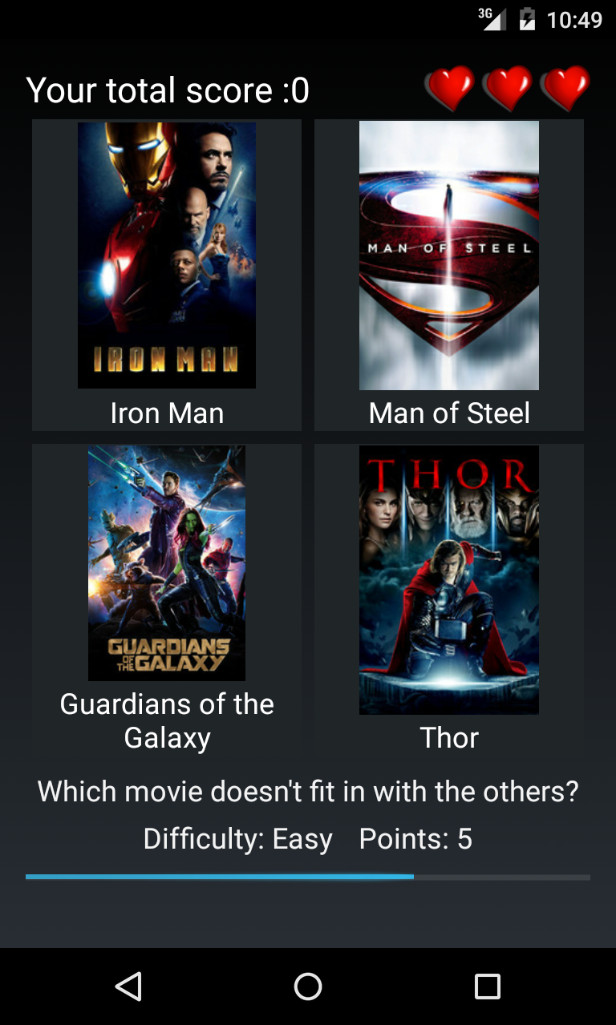 3G 10:49
Your total score :0
IRON MAN
Iron Man
MAN OF STEEL
Man of Steel
GUARDIANS
OF THE GALAXY
Guardians of the
Galaxy
THOR
Thor
Which movie doesn't fit in with the others?
Difficulty: Easy Points: 5